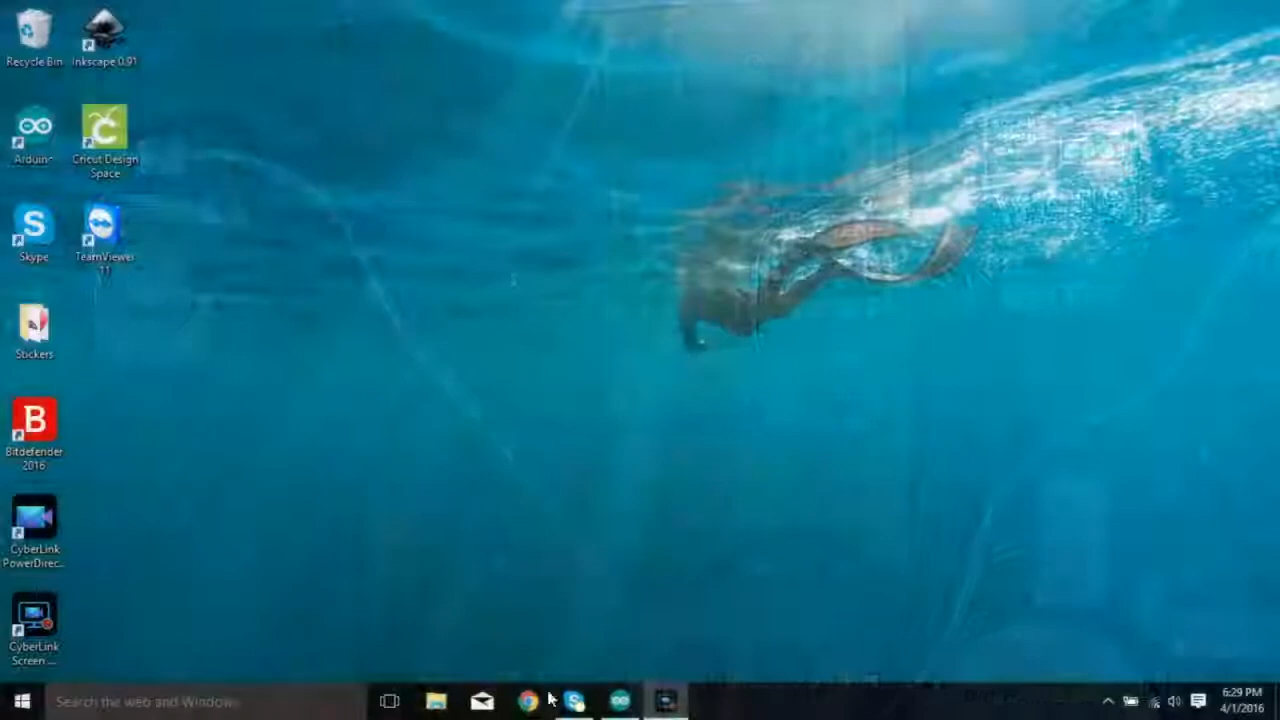 Recycle Bin
Inkscape 0.91
Arduino
Cricut Design
Space
S
Skype
TeamViewer
11
Stickers
B
Bitdefender
2016
CyberLink
PowerDirec...
CyberLink
Screen ...
Search the web and Windows
6:29 PM
4/1/2016